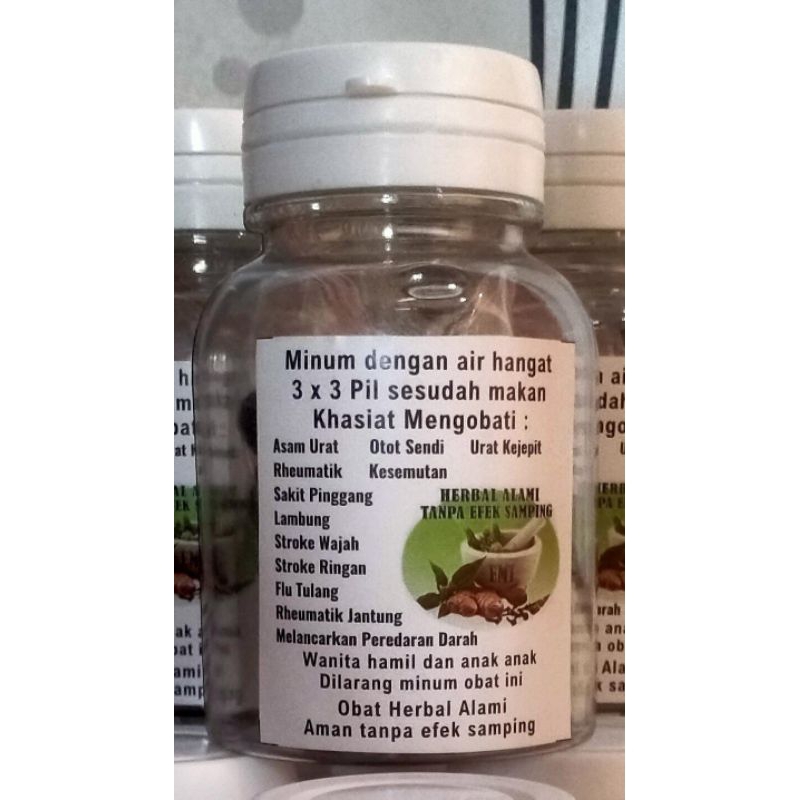 Minum dengan air hangat
3 x 3 Pil sesudah makan
Khasiat Mengobati :
Asam Urat Otot Sendi Urat Kejepit
Rheumatik Kesemutan
Sakit Pinggang
Lambung
Stroke Wajah
Stroke Ringan
Flu Tulang
Rheumatik Jantung
Melancarkan Peredaran Darah
HERBAL ALAMI
TANPA EFEK SAMPING
Wanita hamil dan anak anak
Dilarang minum obat ini
Obat Herbal Alami
Aman tanpa efek samping